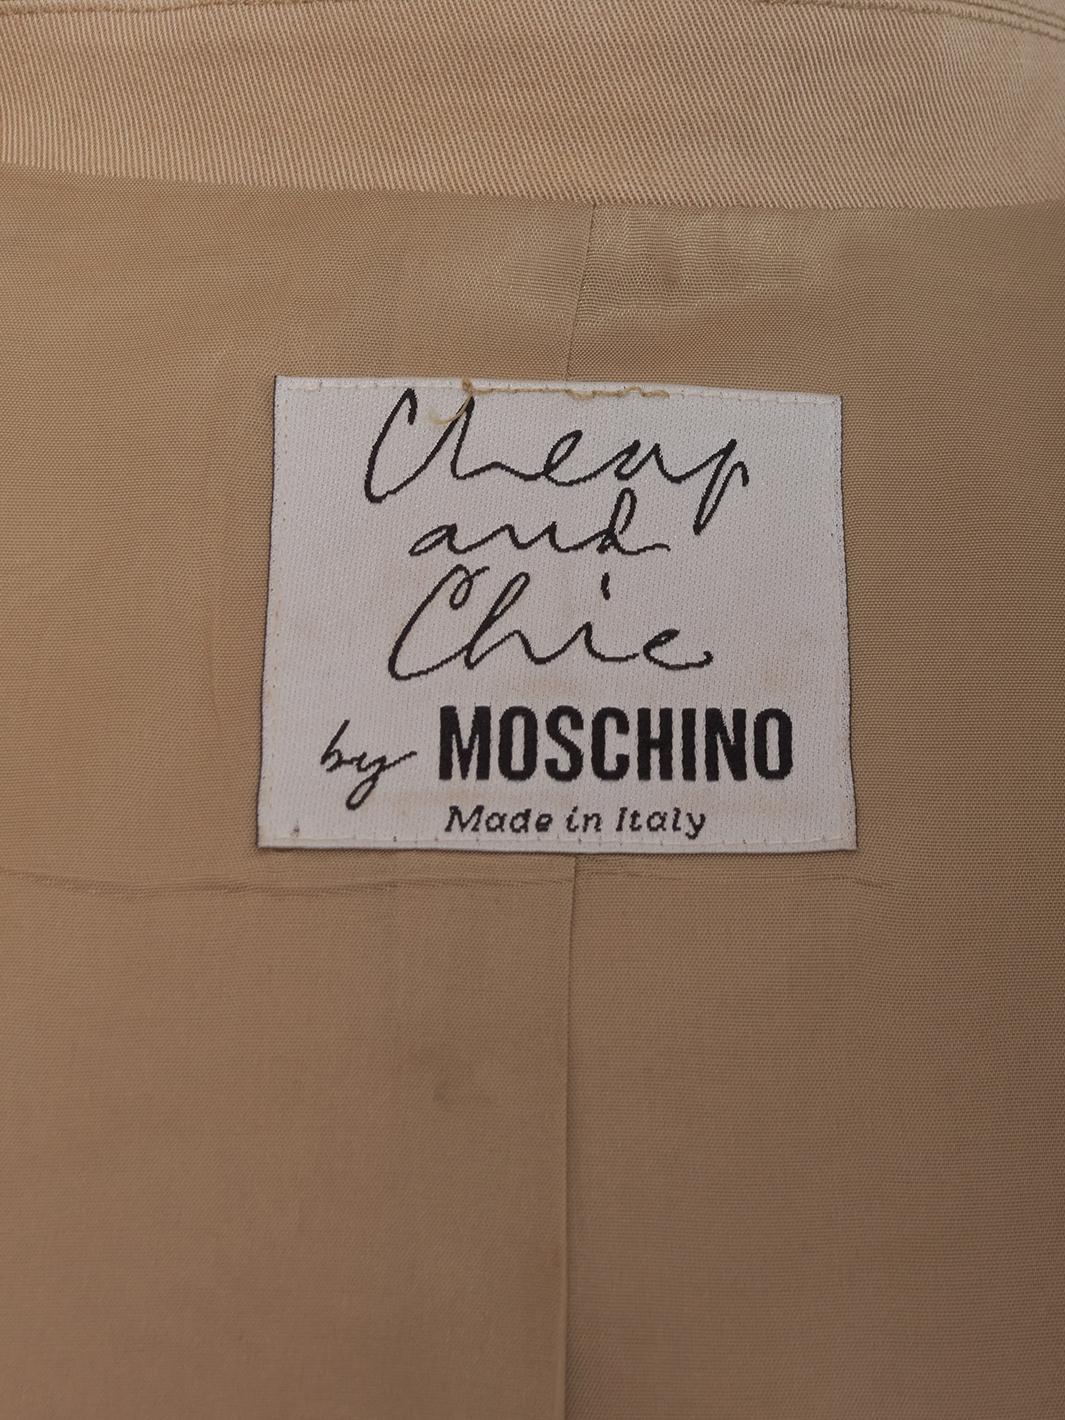 Cheap
and
Chic
by MOSCHINO
Made in Italy